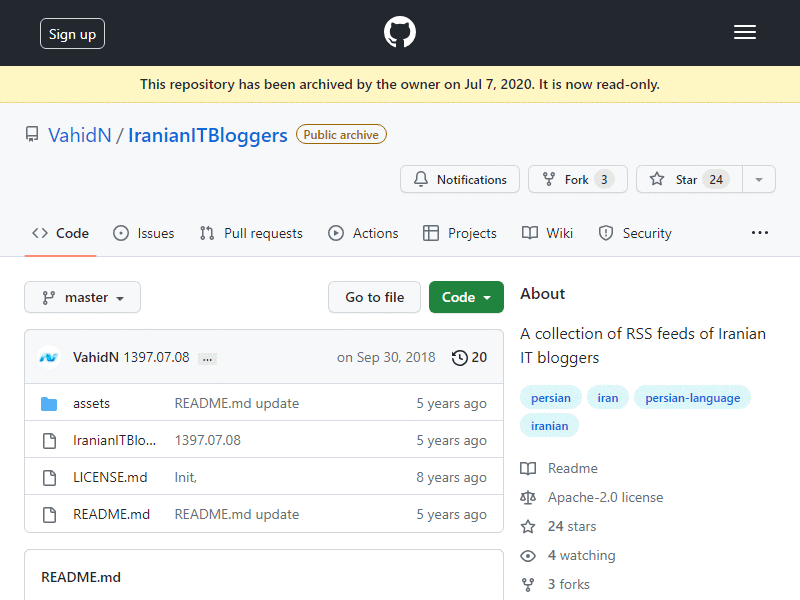 Sign up
This repository has been archived by the owner on Jul 7, 2020. It is now read-only.
VahidN / IranianITBloggers Public archive
Notifications Fork 3 Star 24
Code Issues Pull requests Actions Projects Wiki Security ...
master Go to file Code
VahidN 1397.07.08 ... on Sep 30, 2018 20
assets README.md update 5 years ago
IranianITBlo... 1397.07.08 5 years ago
LICENSE.md Init, 8 years ago
README.md README.md update 5 years ago
README.md
About
A collection of RSS feeds of Iranian
IT bloggers
persian iran persian-language
iranian
Readme
Apache-2.0 license
24 stars
4 watching
3 forks